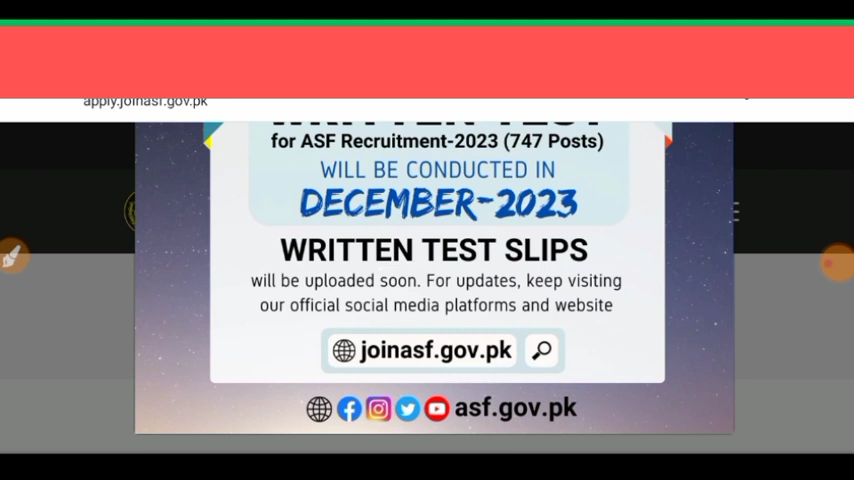 apply.joinasf.gov.pk
WRITTEN TEST
for ASF Recruitment-2023 (747 Posts)
WILL BE CONDUCTED IN
DECEMBER-2023
WRITTEN TEST SLIPS
will be uploaded soon. For updates, keep visiting
our official social media platforms and website
joinasf.gov.pk
asf.gov.pk